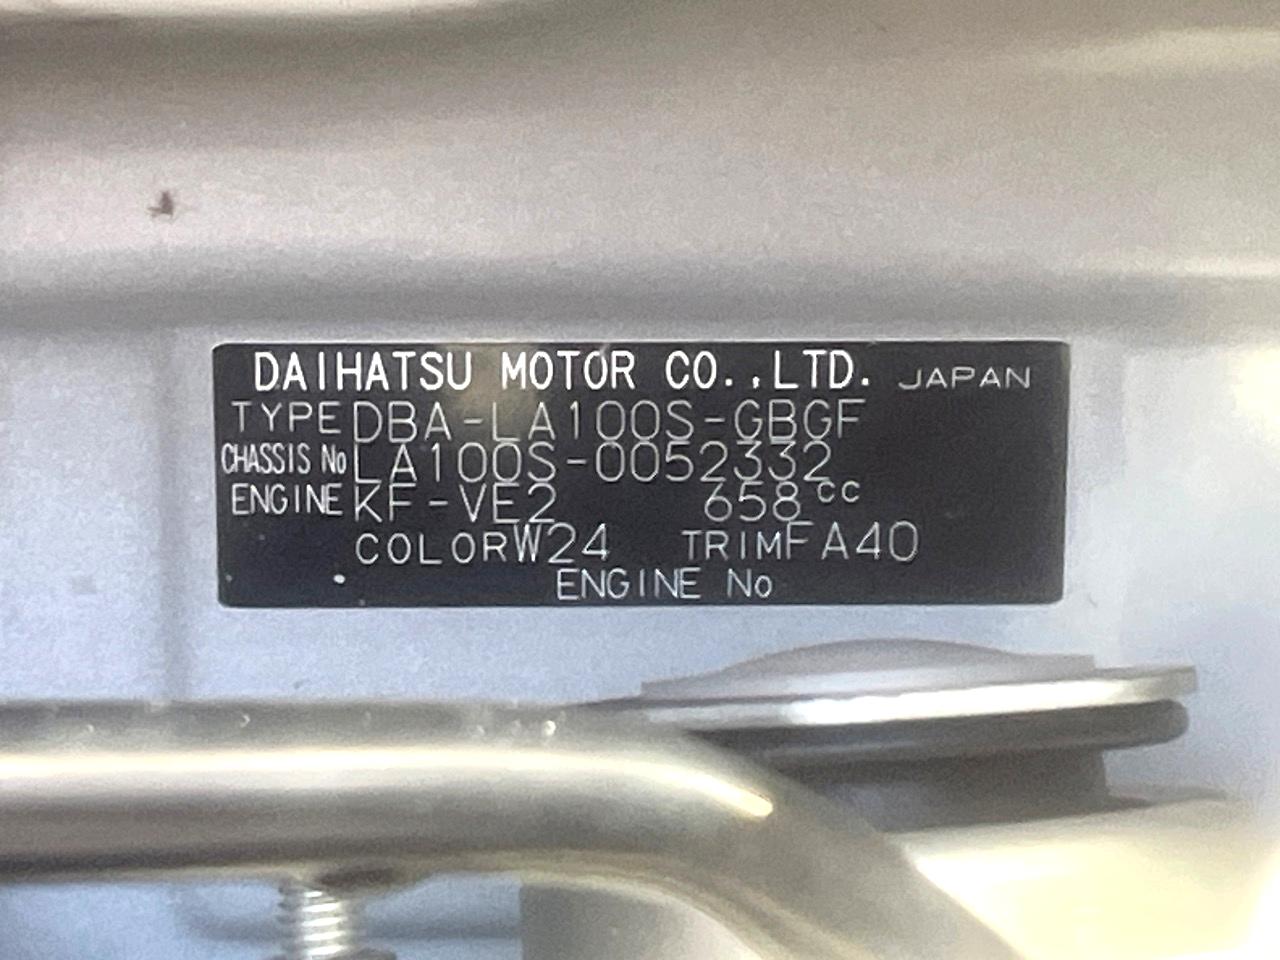 DAIHATSU MOTOR CO.,LTD. JAPAN
TYPE DBA-LA100S-GBGF
CHASSIS No LA100S-0052332
ENGINE KF-VE2 658cc
COLOR W24 TRIM FA40
ENGINE No